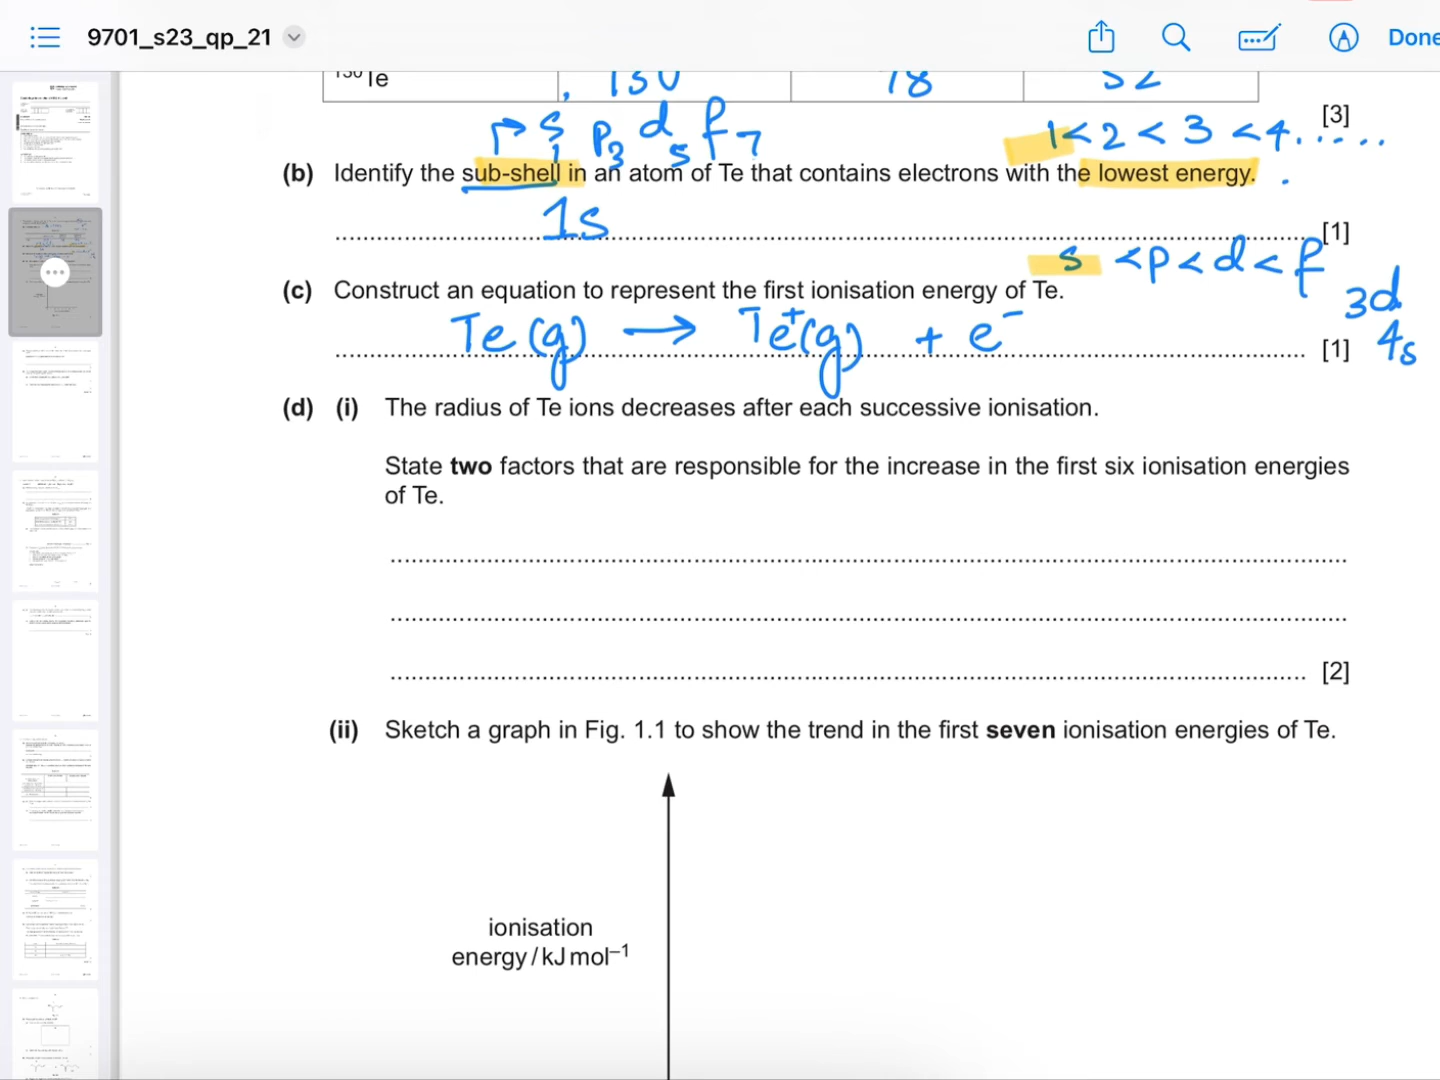 9701_s23_qp_21
Done
130Te 130 78 52
[3]
s p d f
1 3 5 7
1 < 2 < 3 < 4 . . . . .
(b) Identify the sub-shell in an atom of Te that contains electrons with the lowest energy.
1s
[1]
s < p < d < f
(c) Construct an equation to represent the first ionisation energy of Te.
3d
Te (g) → Te⁺(g) + e⁻
[1]
4s
(d) (i) The radius of Te ions decreases after each successive ionisation.
State two factors that are responsible for the increase in the first six ionisation energies
of Te.
[2]
(ii) Sketch a graph in Fig. 1.1 to show the trend in the first seven ionisation energies of Te.
ionisation
energy / kJ mol⁻¹